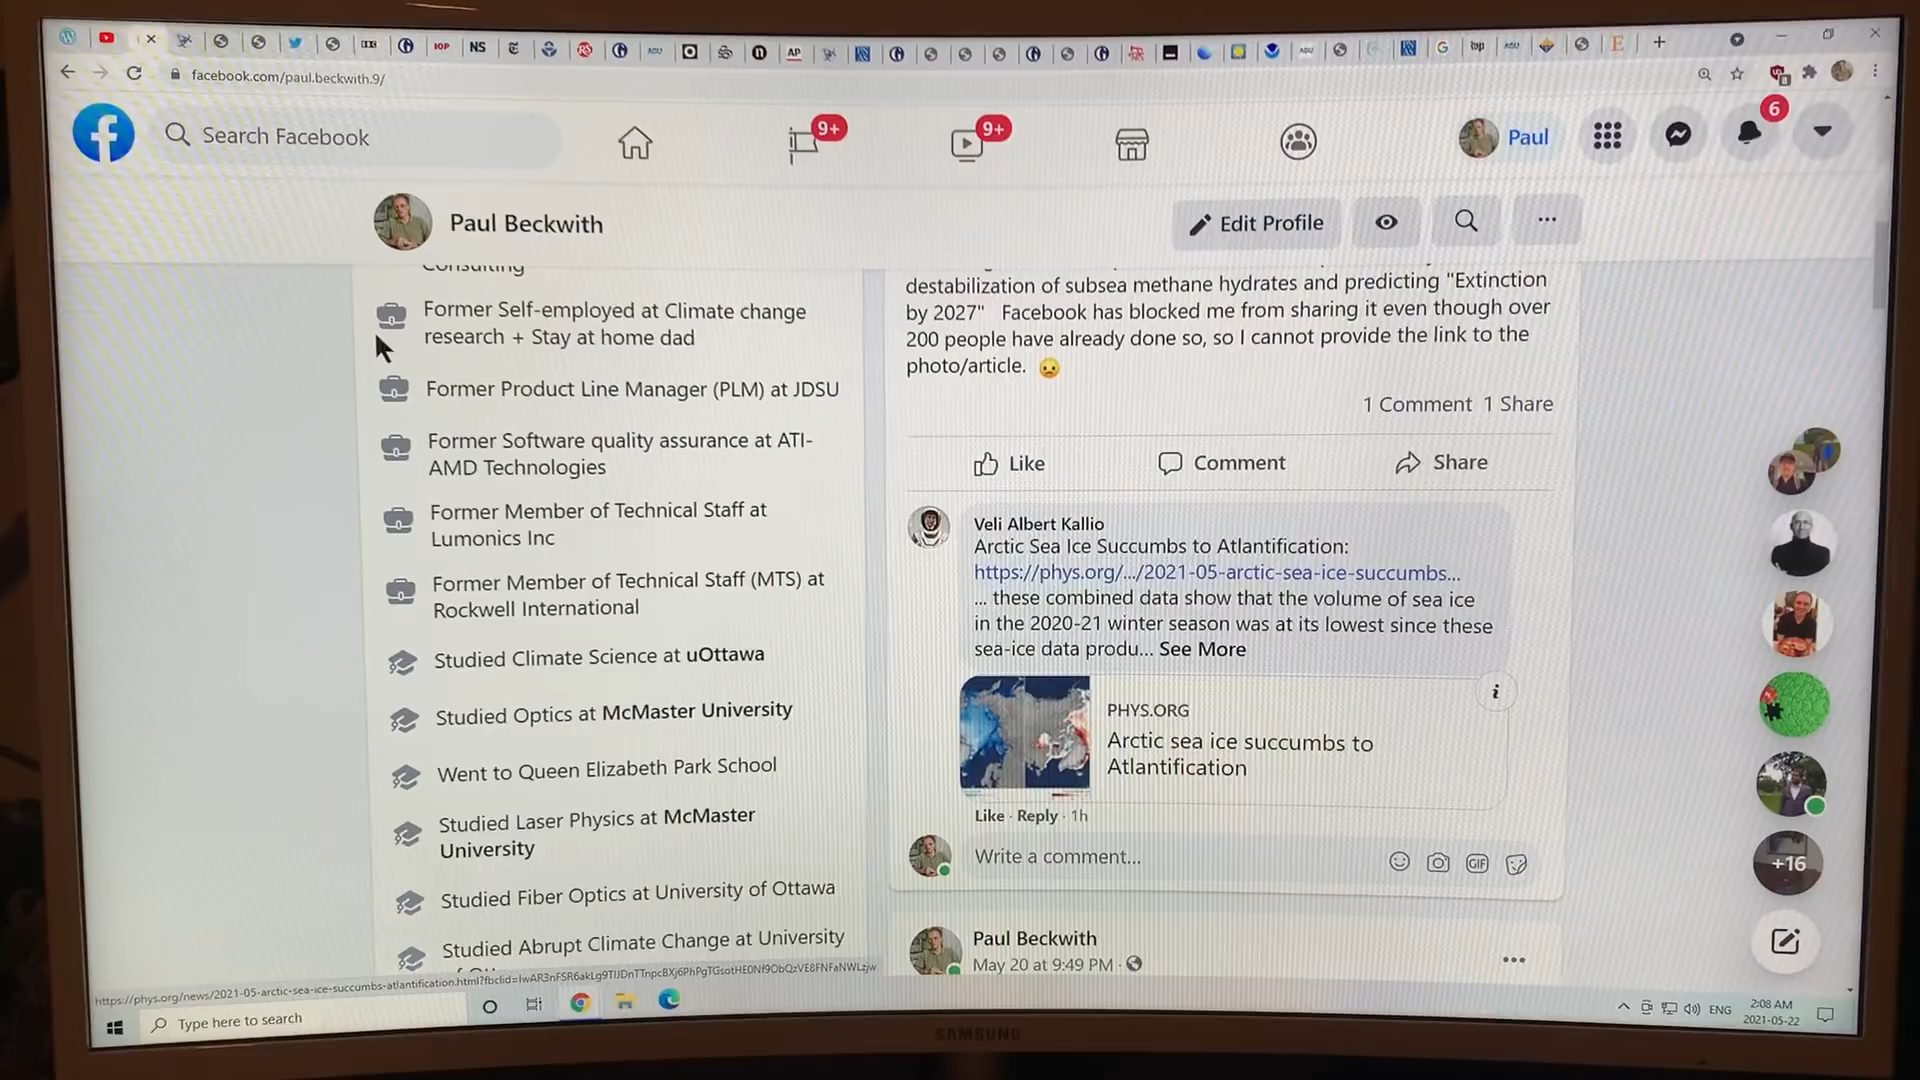 NS
IOP
AP
facebook.com/paul.beckwith.9/
Search Facebook
9+
9+
Paul
6
Paul Beckwith
Edit Profile
Consulting
Former Self-employed at Climate change
research + Stay at home dad
Former Product Line Manager (PLM) at JDSU
Former Software quality assurance at ATI-
AMD Technologies
Former Member of Technical Staff at
Lumonics Inc
Former Member of Technical Staff (MTS) at
Rockwell International
Studied Climate Science at uOttawa
Studied Optics at McMaster University
Went to Queen Elizabeth Park School
Studied Laser Physics at McMaster
University
Studied Fiber Optics at University of Ottawa
Studied Abrupt Climate Change at University
destabilization of subsea methane hydrates and predicting "Extinction
by 2027"   Facebook has blocked me from sharing it even though over
200 people have already done so, so I cannot provide the link to the
photo/article.
1 Comment 1 Share
Like
Comment
Share
Veli Albert Kallio
Arctic Sea Ice Succumbs to Atlantification:
https://phys.org/.../2021-05-arctic-sea-ice-succumbs...
... these combined data show that the volume of sea ice
in the 2020-21 winter season was at its lowest since these
sea-ice data produ... See More
PHYS.ORG
Arctic sea ice succumbs to
Atlantification
Like · Reply · 1h
Write a comment...
GIF
Paul Beckwith
May 20 at 9:49 PM ·
+16
Type here to search
ENG
2:08 AM
2021-05-22
SAMSUNG